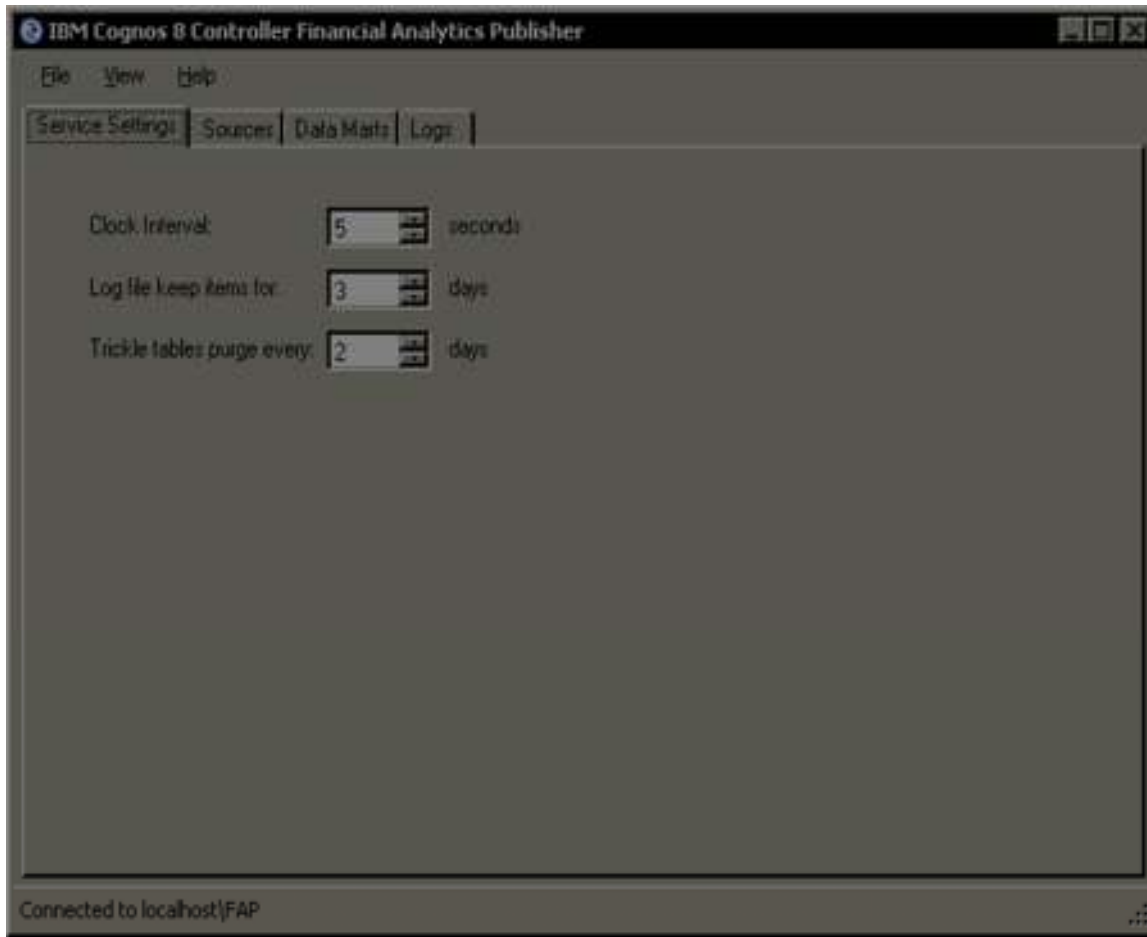 IBM Cognos 8 Controller Financial Analytics Publisher
File View Help
Service Settings Sources Data Marts Logs
Clock Interval: 5 seconds
Log file keep items for: 3 days
Trickle tables purge every: 2 days
Connected to localhost\FAP